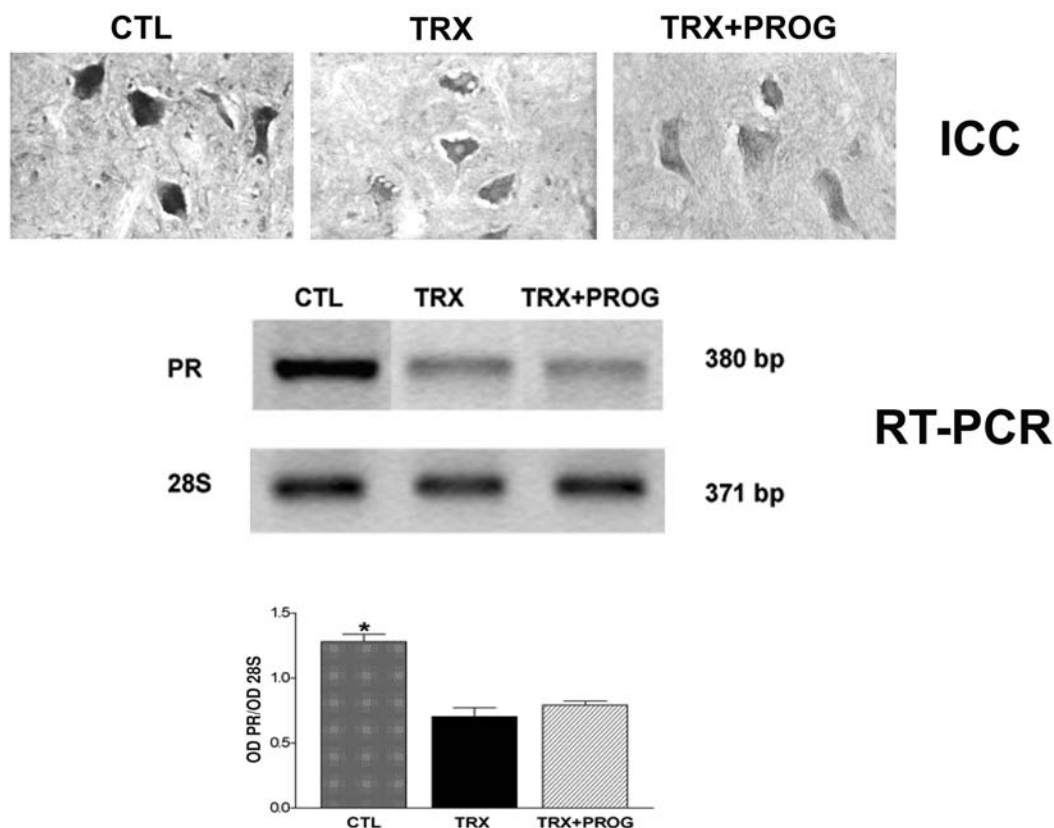 CTL TRX TRX+PROG
ICC
CTL TRX TRX+PROG
PR 380 bp
RT-PCR
28S 371 bp
1.5
*
1.0
0.5
0.0
OD PR/OD 28S
CTL TRX TRX+PROG